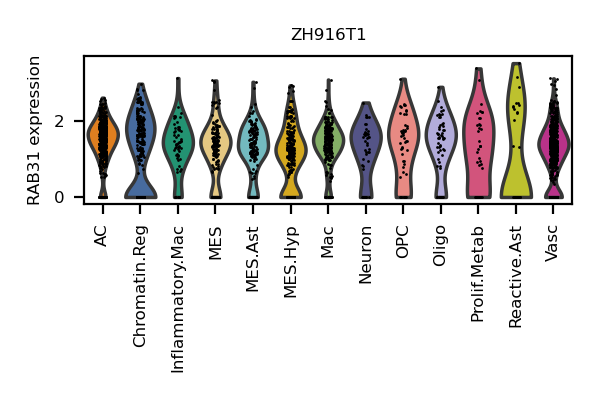 ZH916T1
RAB31 expression
2
0
AC
Chromatin.Reg
Inflammatory.Mac
MES
MES.Ast
MES.Hyp
Mac
Neuron
OPC
Oligo
Prolif.Metab
Reactive.Ast
Vasc